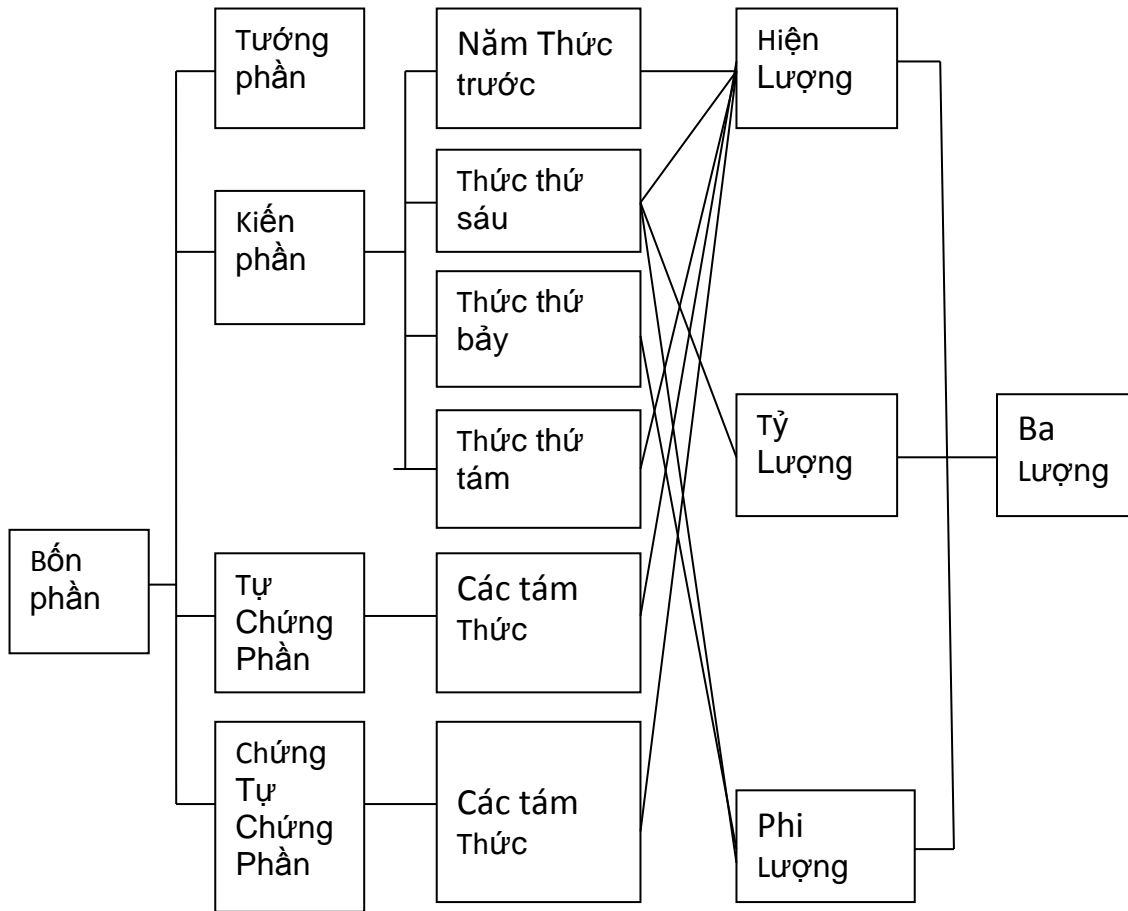 Tướng
phần
Năm Thức
trước
Hiện
Lượng
Thức thứ
sáu
Kiến
phần
Thức thứ
bảy
Thức thứ
tám
Tỷ
Lượng
Ba
Lượng
Bốn
phần
Tự
Chứng
Phần
Các tám
Thức
Chứng
Tự
Chứng
Phần
Các tám
Thức
Phi
Lượng